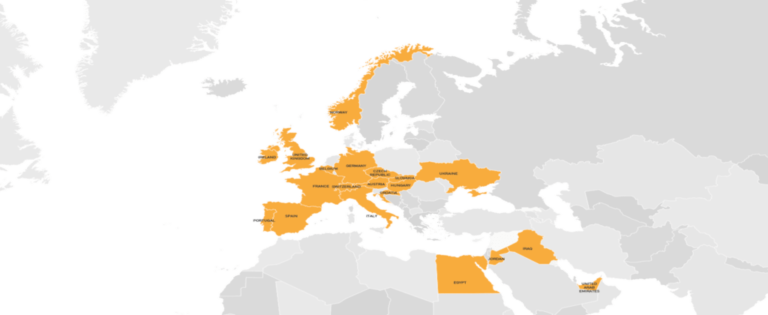 NORWAY
IRELAND
UNITED
KINGDOM
BELGIUM
GERMANY
CZECH
REPUBLIC
SLOVAKIA
UKRAINE
FRANCE
SWITZERLAND
AUSTRIA
HUNGARY
CROATIA
PORTUGAL
SPAIN
ITALY
IRAQ
JORDAN
EGYPT
UNITED
ARAB
EMIRATES